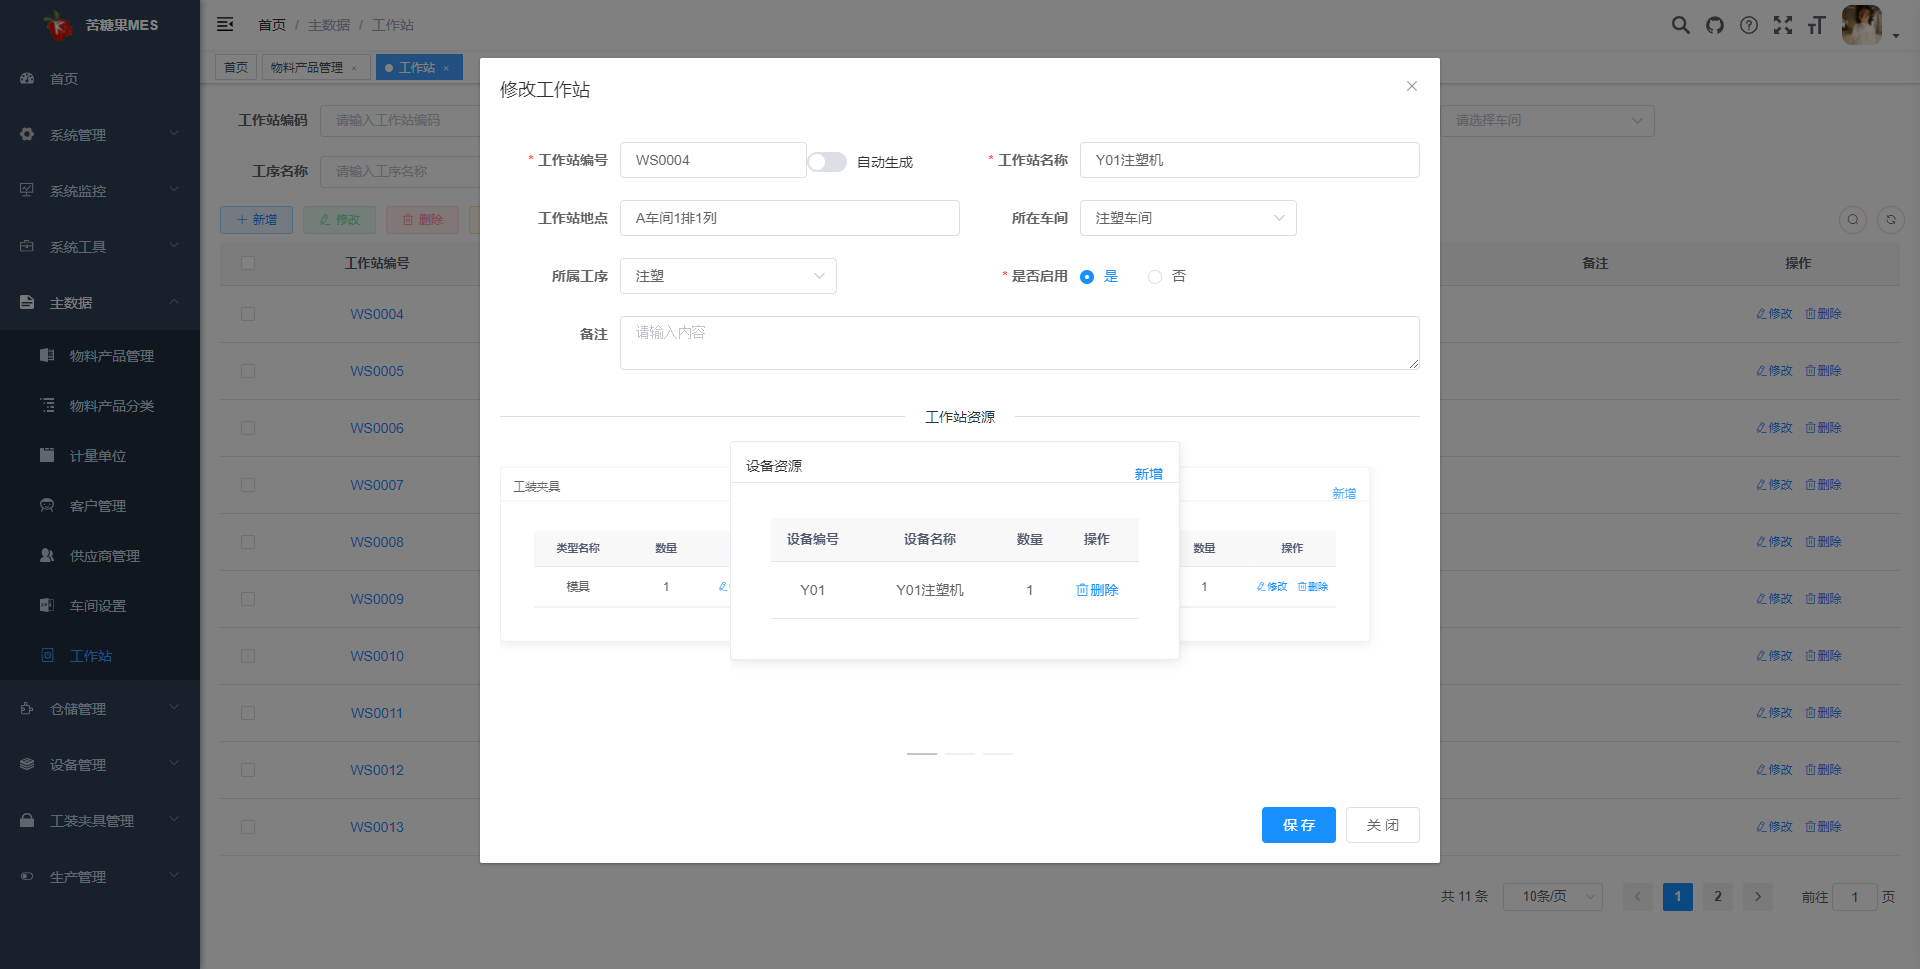 苦糖果MES
首页 / 主数据 / 工作站
首页
物料产品管理 ×
工作站 ×
首页
系统管理
系统监控
系统工具
主数据
物料产品管理
物料产品分类
计量单位
客户管理
供应商管理
车间设置
工作站
仓储管理
设备管理
工装夹具管理
生产管理
工作站编码 请输入工作站编码
请选择车间
工序名称 请输入工序名称
新增 修改 删除
工作站编号 备注 操作
WS0004 修改 删除
WS0005 修改 删除
WS0006 修改 删除
WS0007 修改 删除
WS0008 修改 删除
WS0009 修改 删除
WS0010 修改 删除
WS0011 修改 删除
WS0012 修改 删除
WS0013 修改 删除
共 11 条 10条/页 1 2 前往 1 页
修改工作站
* 工作站编号 WS0004 自动生成 * 工作站名称 Y01注塑机
工作站地点 A车间1排1列 所在车间 注塑车间
所属工序 注塑 * 是否启用 是 否
备注 请输入内容
工作站资源
工装夹具
类型名称 数量
模具 1
设备资源 新增
设备编号 设备名称 数量 操作
Y01 Y01注塑机 1 删除
新增
数量 操作
1 修改 删除
保 存 关 闭